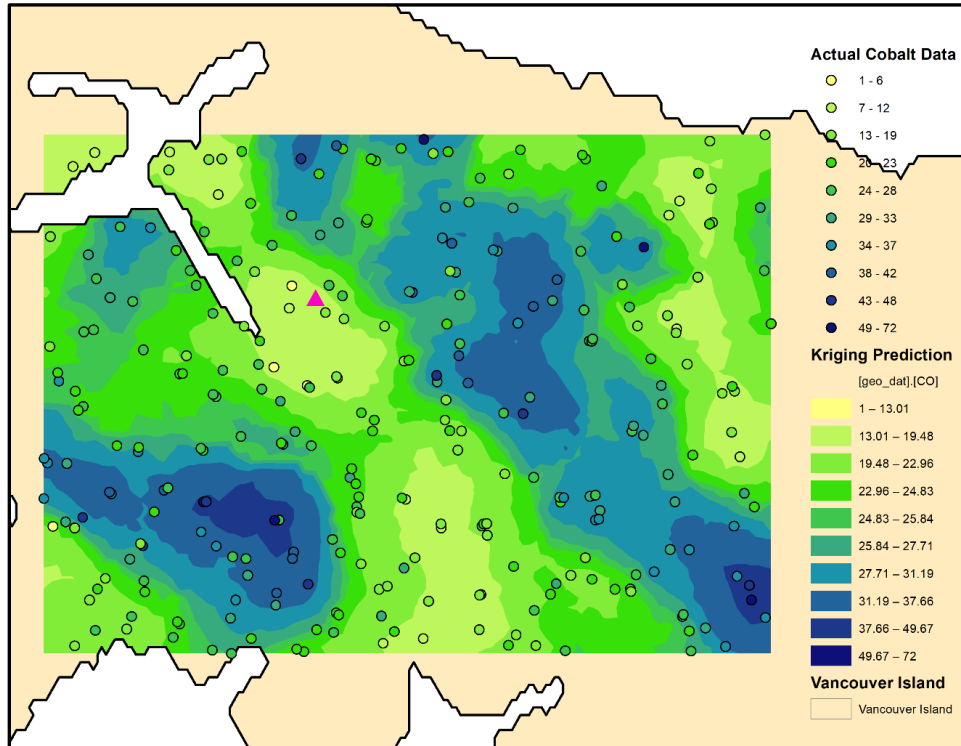 Actual Cobalt Data
1 - 6
7 - 12
13 - 19
20 - 23
24 - 28
29 - 33
34 - 37
38 - 42
43 - 48
49 - 72
Kriging Prediction
[geo_dat].[CO]
1 – 13.01
13.01 – 19.48
19.48 – 22.96
22.96 – 24.83
24.83 – 25.84
25.84 – 27.71
27.71 – 31.19
31.19 – 37.66
37.66 – 49.67
49.67 – 72
Vancouver Island
Vancouver Island